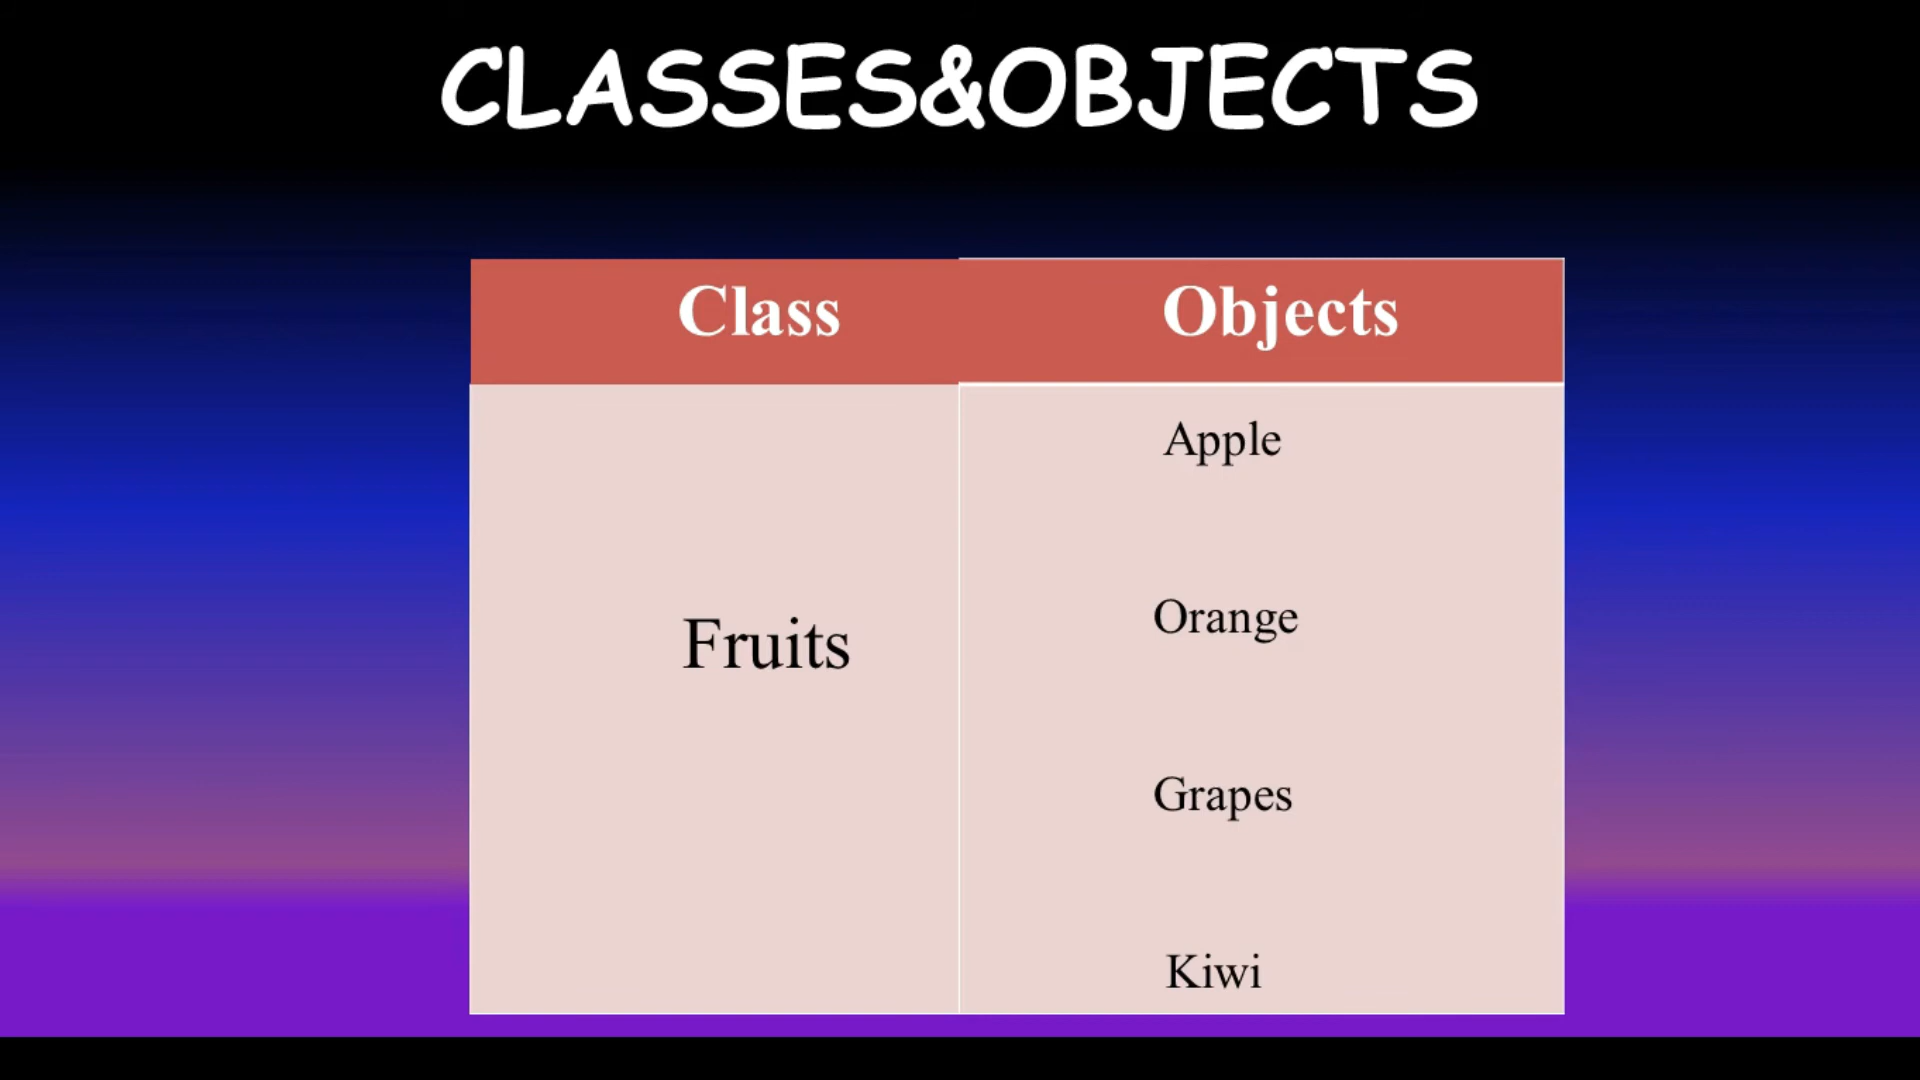 CLASSES&OBJECTS
Class Objects
Apple
Orange
Fruits
Grapes
Kiwi